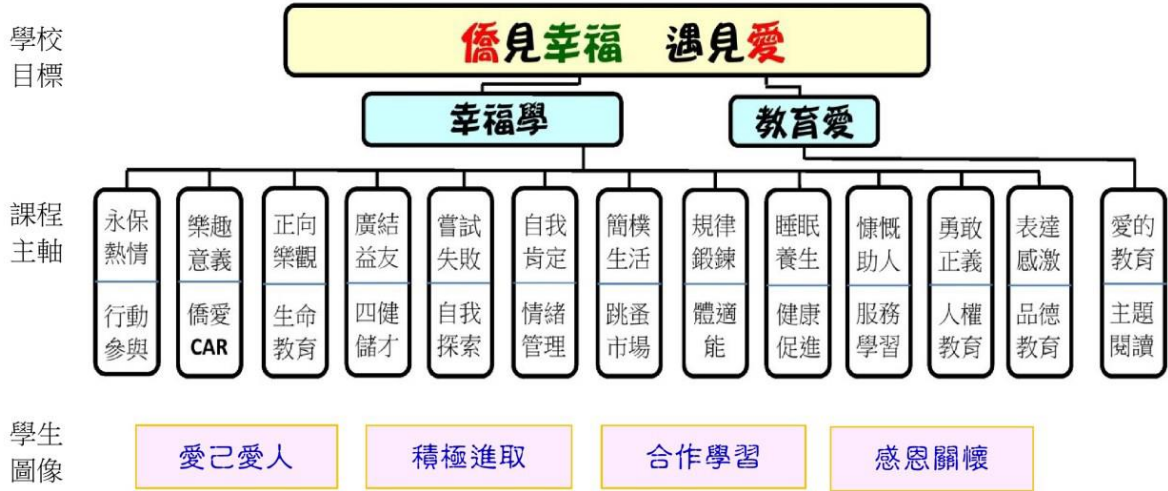 學校
目標
僑見幸福 遇見愛
幸福學
教育愛
課程
主軸
永保
熱情
行動
參與
樂趣
意義
僑愛
CAR
正向
樂觀
生命
教育
廣結
益友
四健
儲才
嘗試
失敗
自我
探索
自我
肯定
情緒
管理
簡樸
生活
跳蚤
市場
規律
鍛鍊
體適
能
睡眠
養生
健康
促進
慷慨
助人
服務
學習
勇敢
正義
人權
教育
表達
感激
品德
教育
愛的
教育
主題
閱讀
學生
圖像
愛己愛人
積極進取
合作學習
感恩關懷